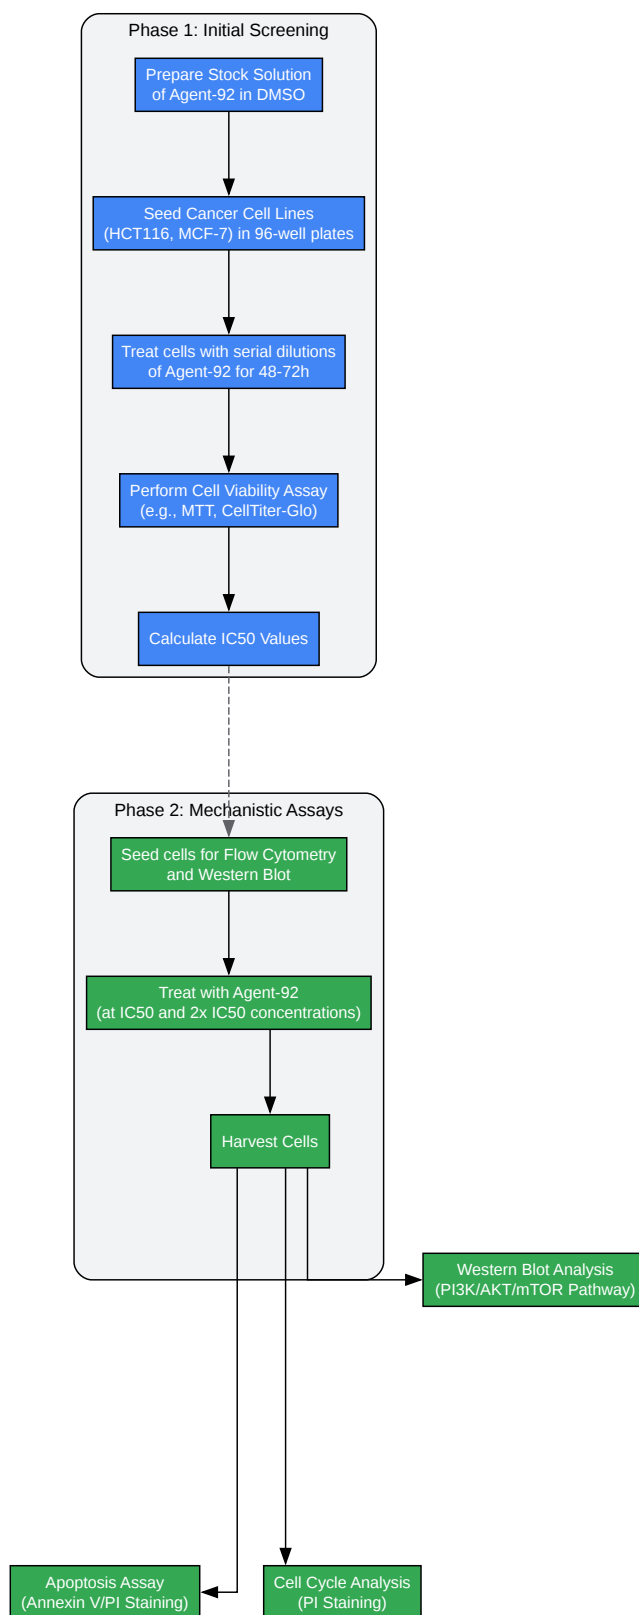 Phase 1: Initial Screening
Prepare Stock Solution
of Agent-92 in DMSO
Seed Cancer Cell Lines
(HCT116, MCF-7) in 96-well plates
Treat cells with serial dilutions
of Agent-92 for 48-72h
Perform Cell Viability Assay
(e.g., MTT, CellTiter-Glo)
Calculate IC50 Values
Phase 2: Mechanistic Assays
Seed cells for Flow Cytometry
and Western Blot
Treat with Agent-92
(at IC50 and 2x IC50 concentrations)
Harvest Cells
Western Blot Analysis
(PI3K/AKT/mTOR Pathway)
Apoptosis Assay
(Annexin V/PI Staining)
Cell Cycle Analysis
(PI Staining)